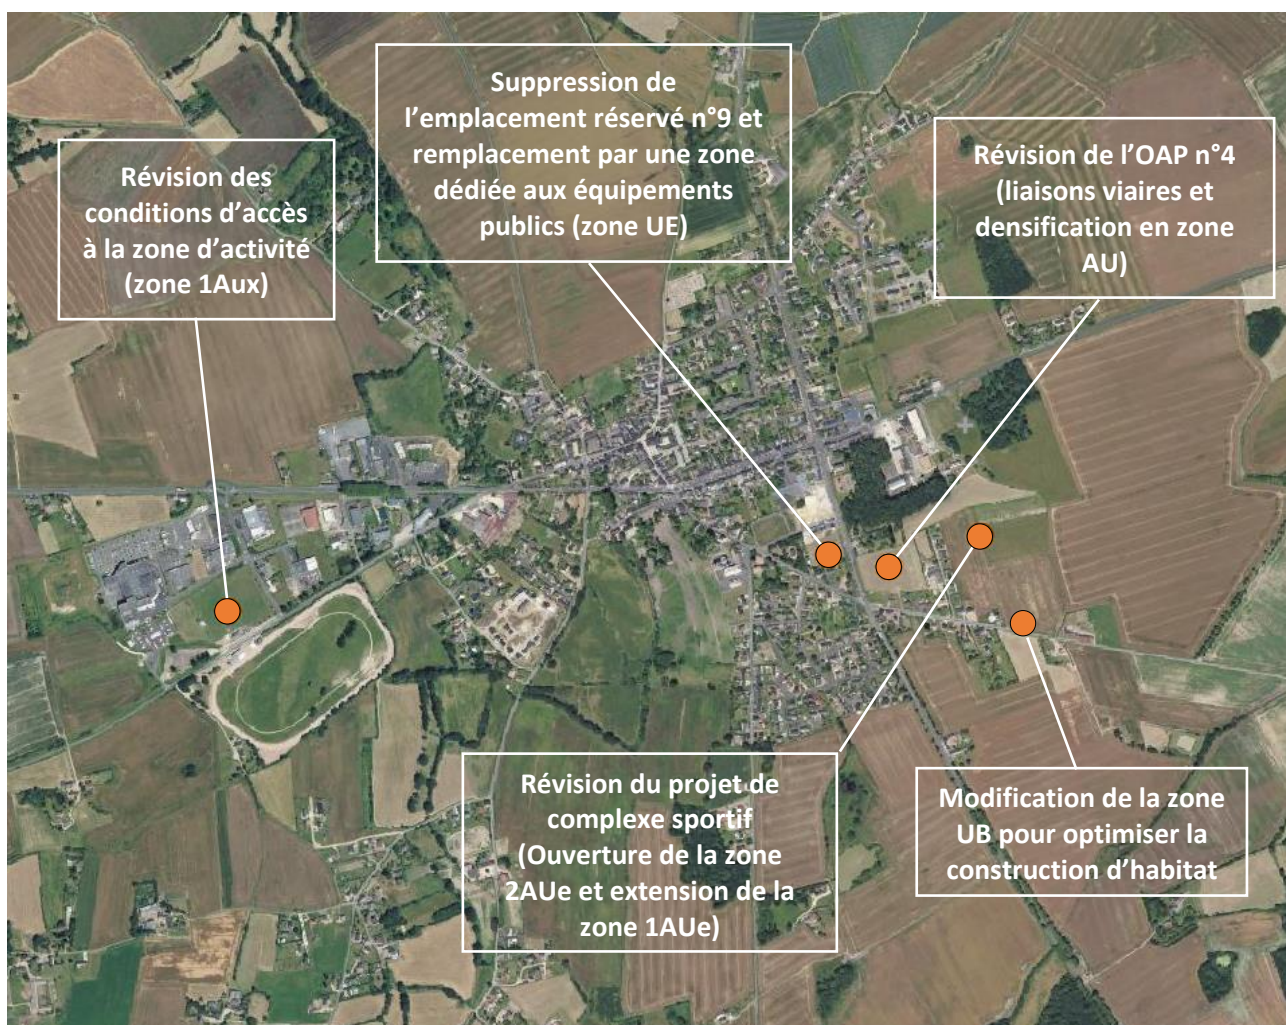 Révision des
conditions d’accès
à la zone d’activité
(zone 1Aux)
Suppression de
l’emplacement réservé n°9 et
remplacement par une zone
dédiée aux équipements
publics (zone UE)
Révision de l’OAP n°4
(liaisons viaires et
densification en zone
AU)
Révision du projet de
complexe sportif
(Ouverture de la zone
2AUe et extension de la
zone 1AUe)
Modification de la zone
UB pour optimiser la
construction d’habitat